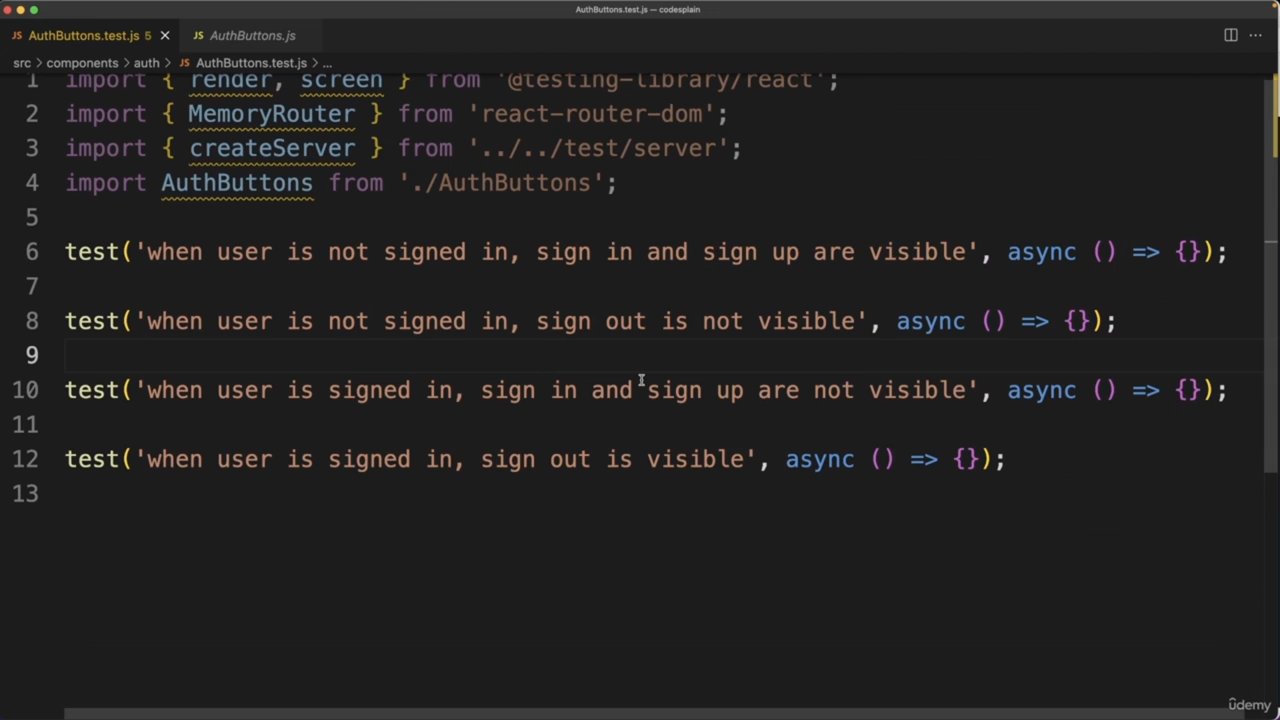 AuthButtons.test.js — codesplain
JS AuthButtons.test.js 5 JS AuthButtons.js
src > components > auth > JS AuthButtons.test.js > ...
1 import { render, screen } from '@testing-library/react';
2 import { MemoryRouter } from 'react-router-dom';
3 import { createServer } from '../../test/server';
4 import AuthButtons from './AuthButtons';
5
6 test('when user is not signed in, sign in and sign up are visible', async () => {});
7
8 test('when user is not signed in, sign out is not visible', async () => {});
9
10 test('when user is signed in, sign in and sign up are not visible', async () => {});
11
12 test('when user is signed in, sign out is visible', async () => {});
13
ûdemy